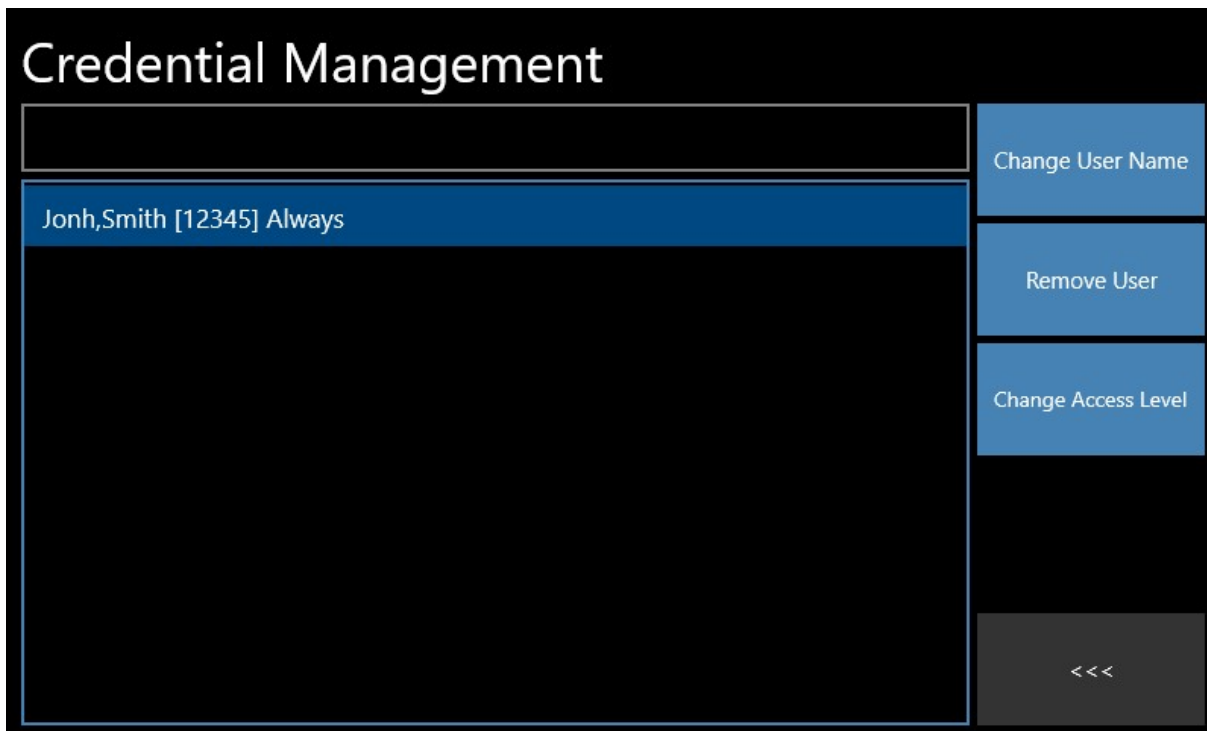 Credential Management
Change User Name
Jonh,Smith [12345] Always
Remove User
Change Access Level
<<<